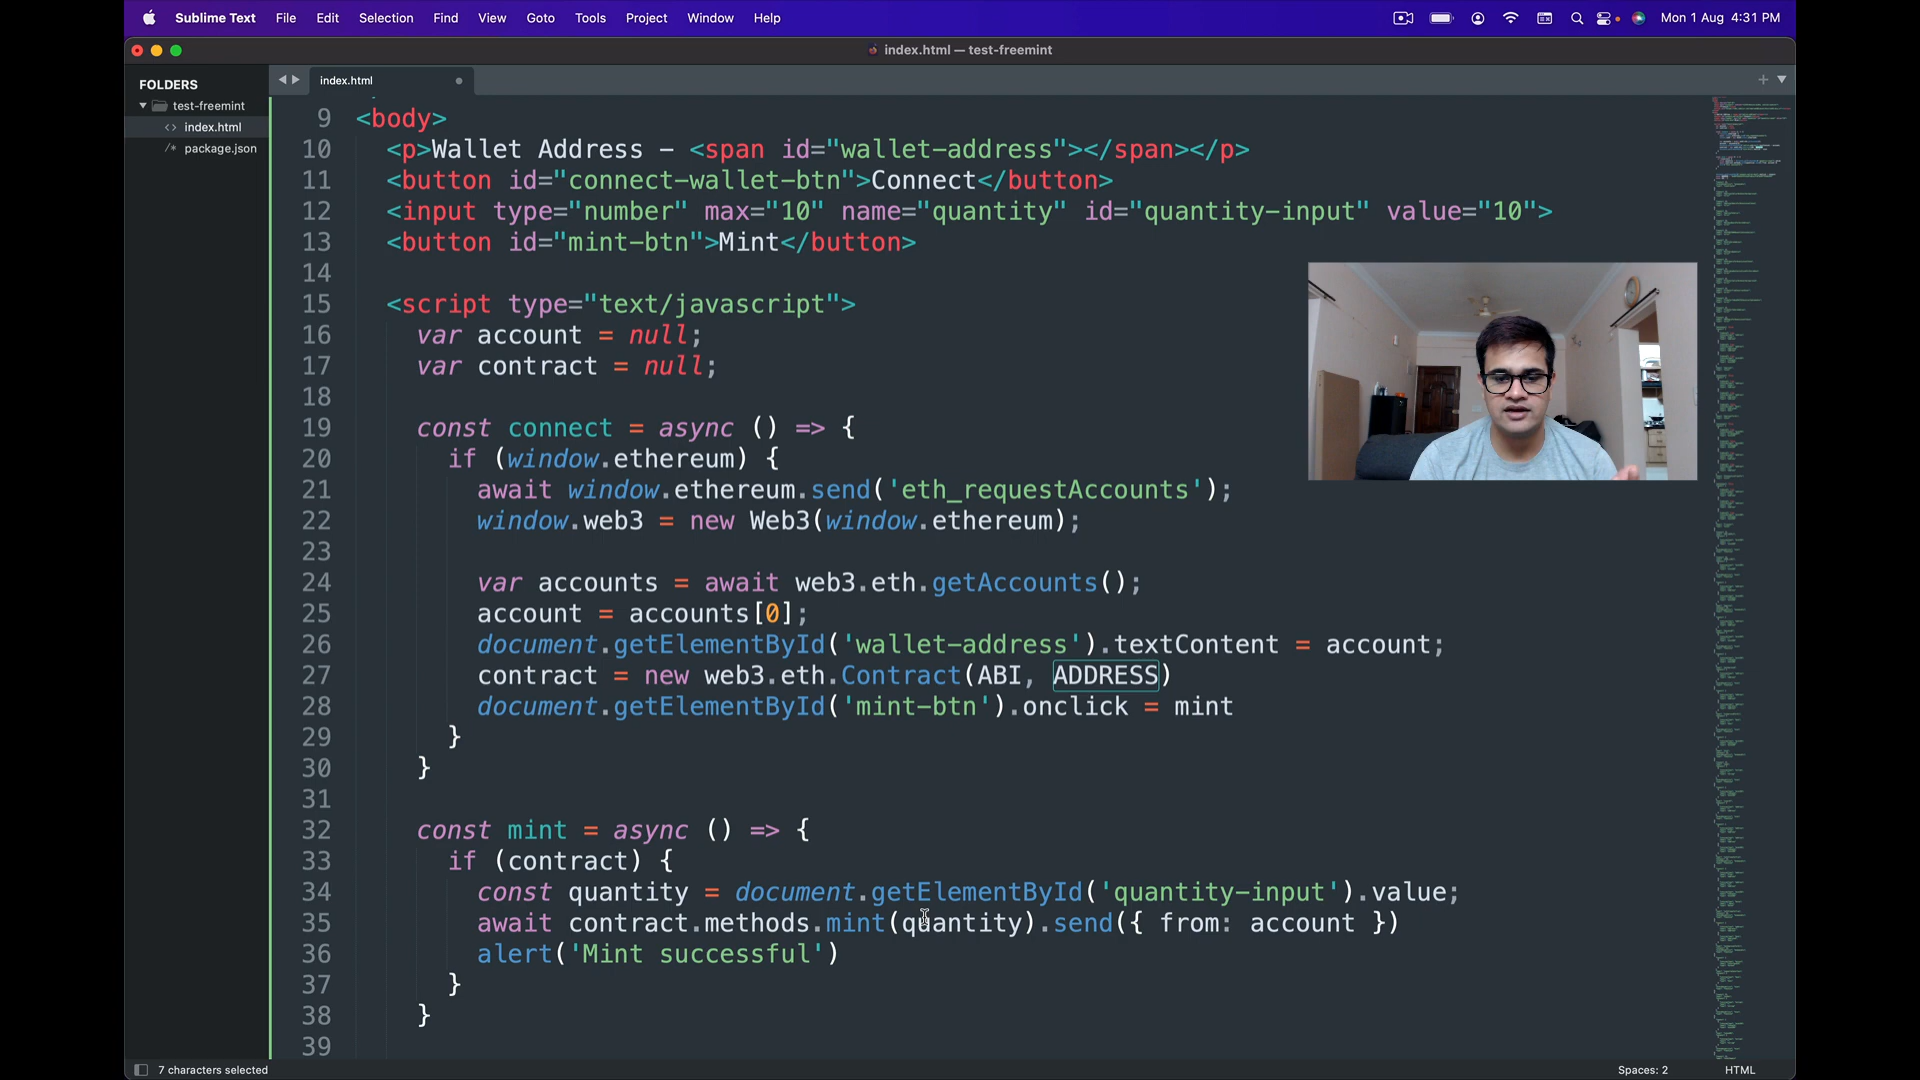 Sublime Text File Edit Selection Find View Goto Tools Project Window Help Mon 1 Aug 4:31 PM
index.html — test-freemint
FOLDERS
test-freemint
index.html
package.json
index.html
9 <body>
10 <p>Wallet Address – <span id="wallet-address"></span></p>
11 <button id="connect-wallet-btn">Connect</button>
12 <input type="number" max="10" name="quantity" id="quantity-input" value="10">
13 <button id="mint-btn">Mint</button>
14
15 <script type="text/javascript">
16 var account = null;
17 var contract = null;
18
19 const connect = async () => {
20 if (window.ethereum) {
21 await window.ethereum.send('eth_requestAccounts');
22 window.web3 = new Web3(window.ethereum);
23
24 var accounts = await web3.eth.getAccounts();
25 account = accounts[0];
26 document.getElementById('wallet-address').textContent = account;
27 contract = new web3.eth.Contract(ABI, ADDRESS)
28 document.getElementById('mint-btn').onclick = mint
29 }
30 }
31
32 const mint = async () => {
33 if (contract) {
34 const quantity = document.getElementById('quantity-input').value;
35 await contract.methods.mint(quantity).send({ from: account })
36 alert('Mint successful')
37 }
38 }
39
7 characters selected
Spaces: 2 HTML